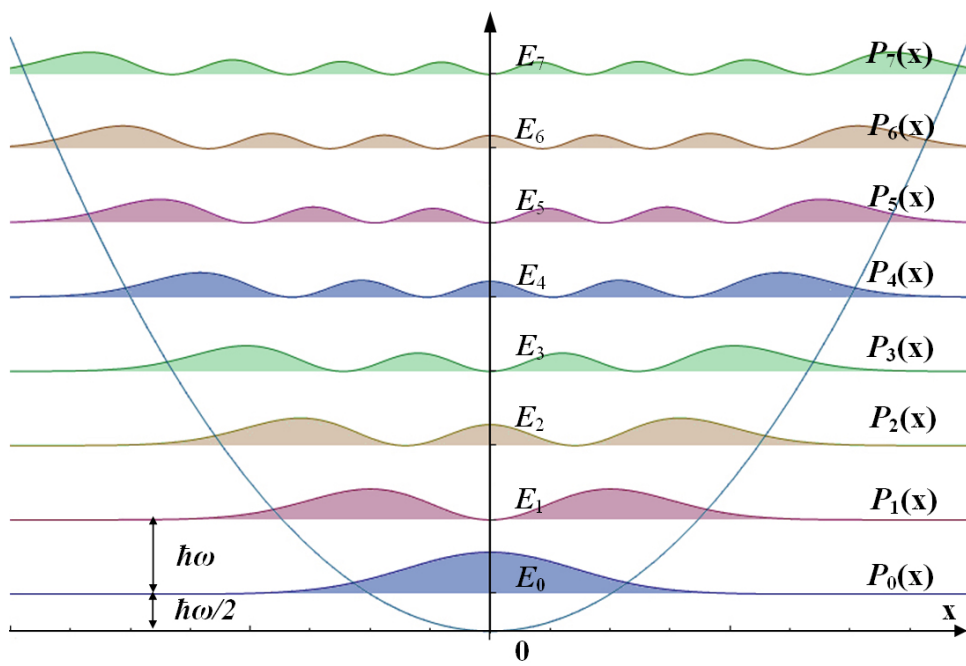 E₇ P₇(x)
E₆ P₆(x)
E₅ P₅(x)
E₄ P₄(x)
E₃ P₃(x)
E₂ P₂(x)
E₁ P₁(x)
ħω
E₀ P₀(x)
ħω/2 x
0